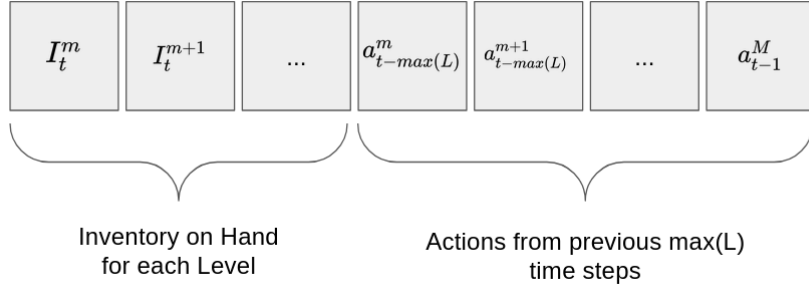 I_t^m I_t^{m+1} ... a_{t-max(L)}^m a_{t-max(L)}^{m+1} ... a_{t-1}^M
Inventory on Hand
for each Level
Actions from previous max(L)
time steps